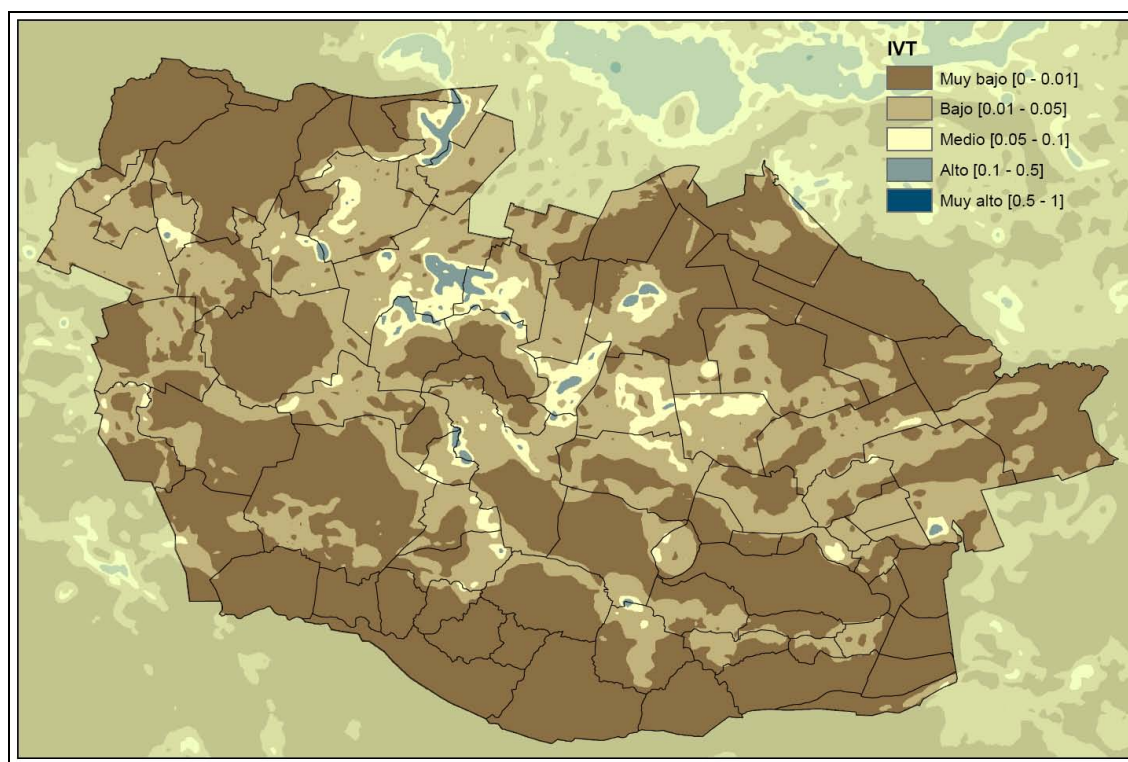 IVT
Muy bajo [0 - 0.01]
Bajo [0.01 - 0.05]
Medio [0.05 - 0.1]
Alto [0.1 - 0.5]
Muy alto [0.5 - 1]